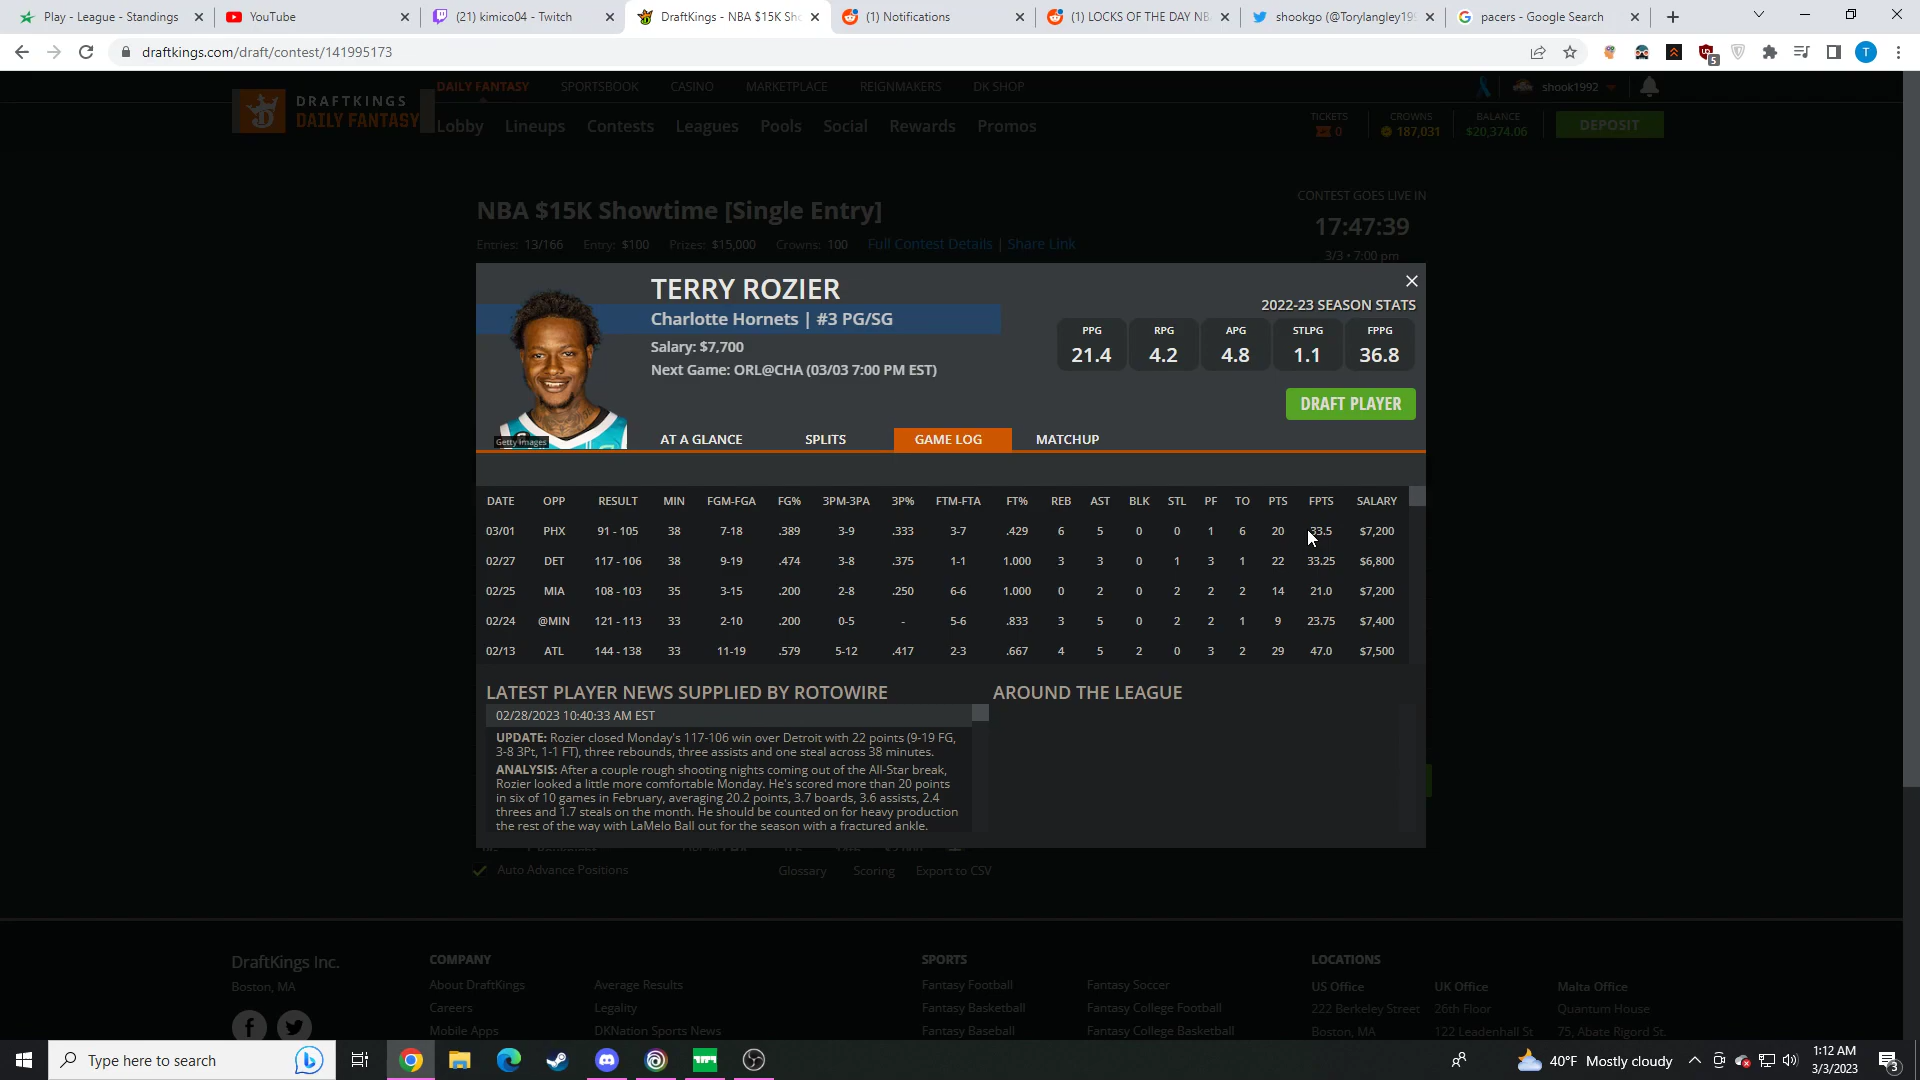 Play - League - Standings
YouTube
(21) kimico04 - Twitch
DraftKings - NBA $15K Sho
(1) Notifications
(1) LOCKS OF THE DAY NB
shookgo (@Torylangley19
pacers - Google Search
draftkings.com/draft/contest/141995173
5
T
DRAFTKINGS
DAILY FANTASY
DAILY FANTASY SPORTSBOOK CASINO MARKETPLACE REIGNMAKERS DK SHOP
shook1992
Lobby Lineups Contests Leagues Pools Social Rewards Promos
TICKETS
0
CROWNS
187,031
BALANCE
$20,374.06
DEPOSIT
NBA $15K Showtime [Single Entry]
CONTEST GOES LIVE IN
17:47:39
3/3 • 7:00 pm
Entries: 13/166 Entry: $100 Prizes: $15,000 Crowns: 100 Full Contest Details | Share Link
TERRY ROZIER
Charlotte Hornets | #3 PG/SG
Salary: $7,700
Next Game: ORL@CHA (03/03 7:00 PM EST)
Getty Images
2022-23 SEASON STATS
PPG RPG APG STLPG FPPG
21.4 4.2 4.8 1.1 36.8
DRAFT PLAYER
AT A GLANCE SPLITS GAME LOG MATCHUP
DATE OPP RESULT MIN FGM-FGA FG% 3PM-3PA 3P% FTM-FTA FT% REB AST BLK STL PF TO PTS FPTS SALARY
03/01 PHX 91 - 105 38 7-18 .389 3-9 .333 3-7 .429 6 5 0 0 1 6 20 33.5 $7,200
02/27 DET 117 - 106 38 9-19 .474 3-8 .375 1-1 1.000 3 3 0 1 3 1 22 33.25 $6,800
02/25 MIA 108 - 103 35 3-15 .200 2-8 .250 6-6 1.000 0 2 0 2 2 2 14 21.0 $7,200
02/24 @MIN 121 - 113 33 2-10 .200 0-5 - 5-6 .833 3 5 0 2 2 1 9 23.75 $7,400
02/13 ATL 144 - 138 33 11-19 .579 5-12 .417 2-3 .667 4 5 2 0 3 2 29 47.0 $7,500
LATEST PLAYER NEWS SUPPLIED BY ROTOWIRE
AROUND THE LEAGUE
02/28/2023 10:40:33 AM EST
UPDATE: Rozier closed Monday's 117-106 win over Detroit with 22 points (9-19 FG,
3-8 3Pt, 1-1 FT), three rebounds, three assists and one steal across 38 minutes.
ANALYSIS: After a couple rough shooting nights coming out of the All-Star break,
Rozier looked a little more comfortable Monday. He's scored more than 20 points
in six of 10 games in February, averaging 20.2 points, 3.7 boards, 3.6 assists, 2.4
threes and 1.7 steals on the month. He should be counted on for heavy production
the rest of the way with LaMelo Ball out for the season with a fractured ankle.
Auto Advance Positions
Glossary Scoring Export to CSV
DraftKings Inc.
Boston, MA
COMPANY
About DraftKings Average Results
Careers Legality
Mobile Apps DKNation Sports News
SPORTS
Fantasy Football Fantasy Soccer
Fantasy Basketball Fantasy College Football
Fantasy Baseball Fantasy College Basketball
LOCATIONS
US Office UK Office Malta Office
222 Berkeley Street 26th Floor Quantum House
Boston, MA 122 Leadenhall St 75, Abate Rigord St.
Type here to search
40°F Mostly cloudy
1:12 AM
3/3/2023
3